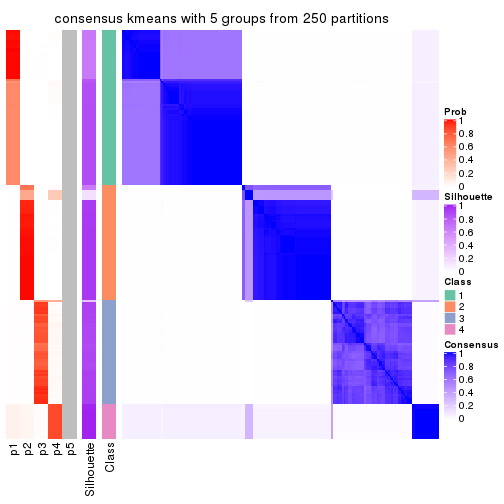 consensus kmeans with 5 groups from 250 partitions
Prob
1
0.8
0.6
0.4
0.2
0
Silhouette
1
0.8
0.6
0.4
0.2
0
Class
1
2
3
4
Consensus
1
0.8
0.6
0.4
0.2
0
p1
p2
p3
p4
p5
Silhouette
Class